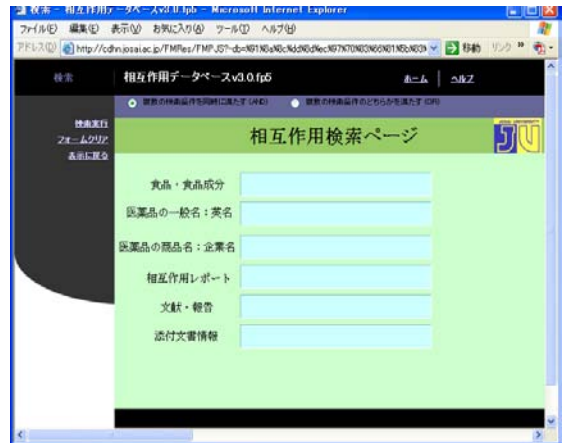 検索 - 相互作用データベースv3.0.fp5 - Microsoft Internet Explorer
ファイル(F) 編集(E) 表示(V) お気に入り(A) ツール(T) ヘルプ(H)
アドレス(D) 移動 リンク
検索 相互作用データベースv3.0.fp5 ホーム ヘルプ
複数の検索条件を同時に満たす (AND) 複数の検索条件のどちらかを満たす (OR)
検索実行
フォームクリア
表示に戻る
相互作用検索ページ
JU
食品・食品成分
医薬品の一般名：英名
医薬品の商品名：企業名
相互作用レポート
文献・報告
添付文書情報